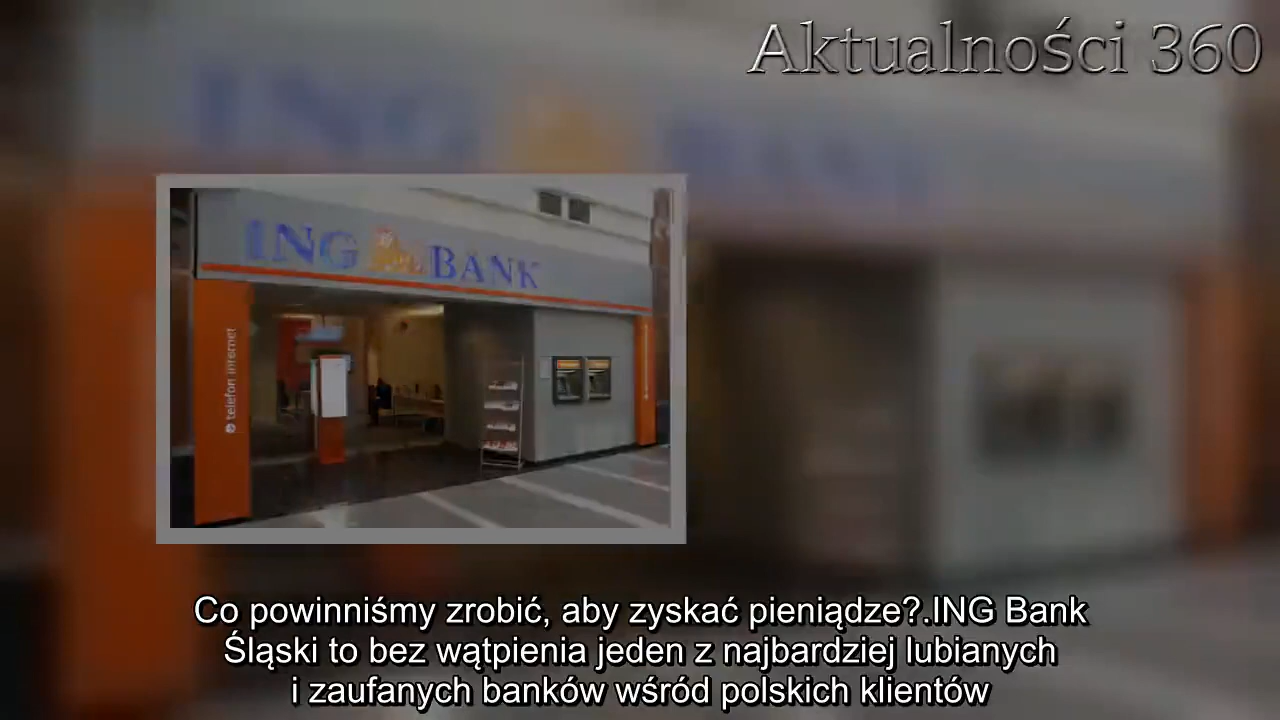 Aktualności 360
ING BANK
telefon internet
Co powinniśmy zrobić, aby zyskać pieniądze?.ING Bank
Śląski to bez wątpienia jeden z najbardziej lubianych
i zaufanych banków wśród polskich klientów